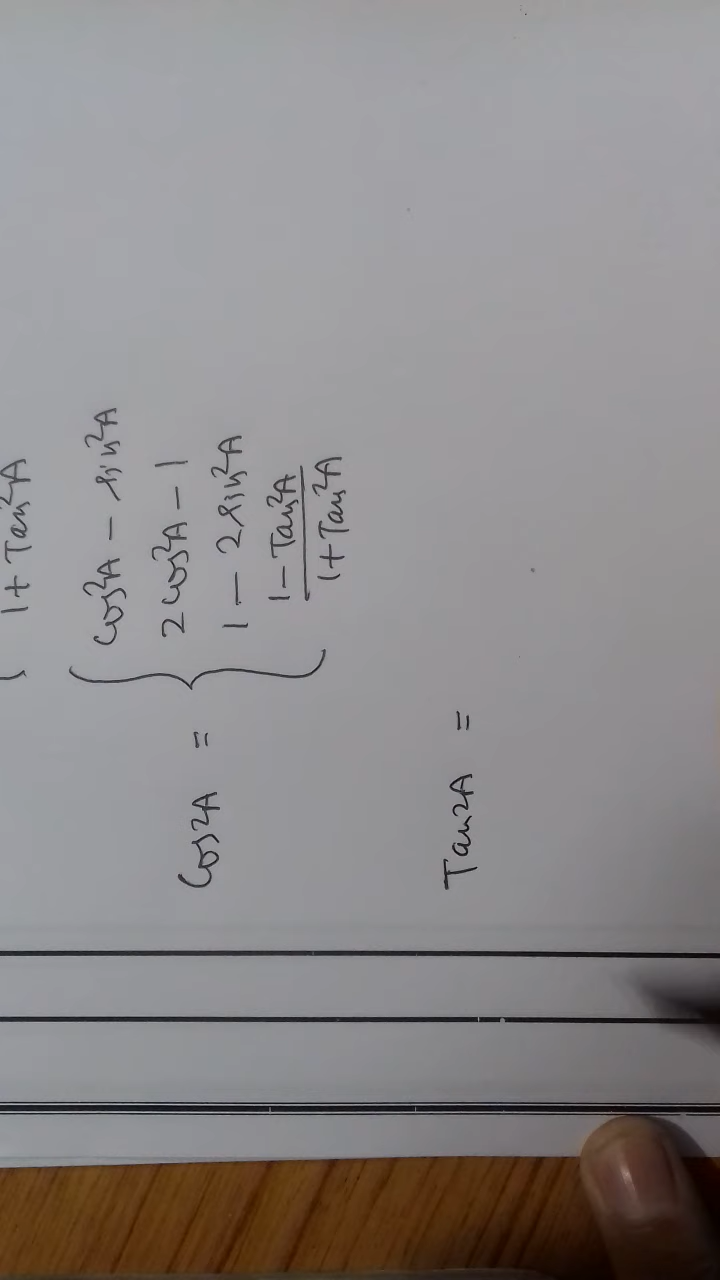 1 + Tan²A
Cos2A = { cos²A - sin²A
2cos²A - 1
1 - 2sin²A
1 - Tan²A
1 + Tan²A
Tan2A =